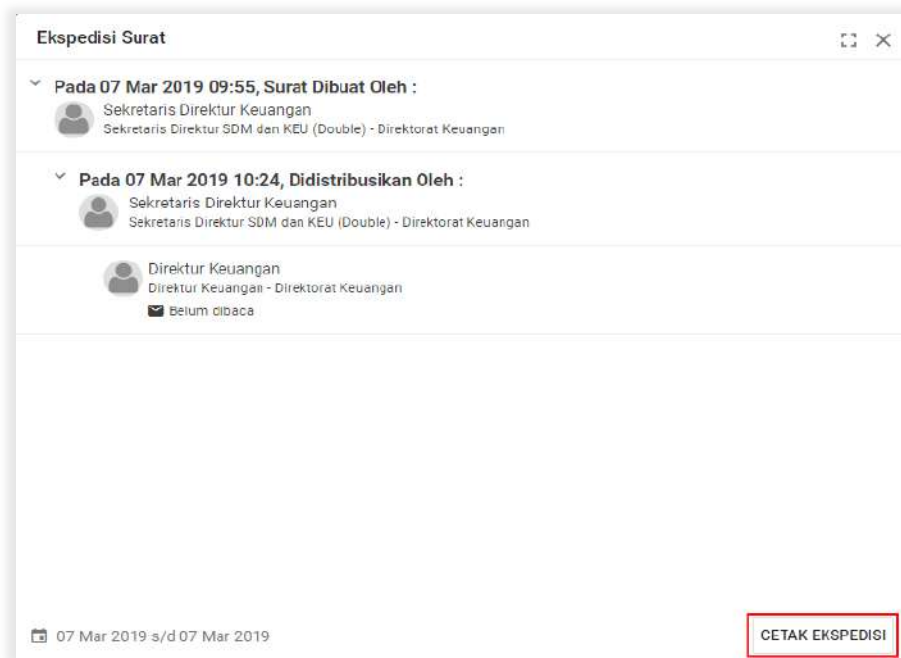 Ekspedisi Surat
Pada 07 Mar 2019 09:55, Surat Dibuat Oleh :
Sekretaris Direktur Keuangan
Sekretaris Direktur SDM dan KEU (Double) - Direktorat Keuangan
Pada 07 Mar 2019 10:24, Didistribusikan Oleh :
Sekretaris Direktur Keuangan
Sekretaris Direktur SDM dan KEU (Double) - Direktorat Keuangan
Direktur Keuangan
Direktur Keuangan - Direktorat Keuangan
Belum dibaca
07 Mar 2019 s/d 07 Mar 2019
CETAK EKSPEDISI